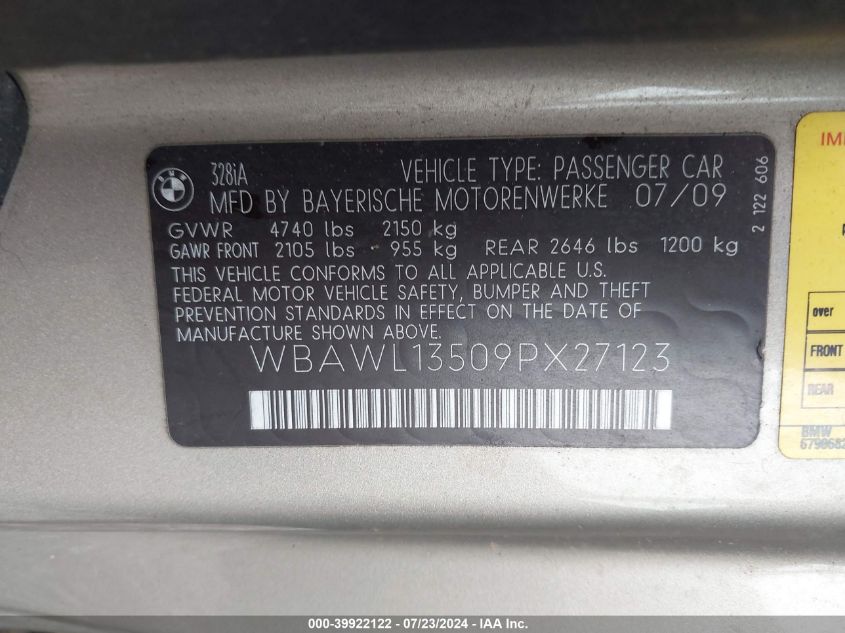 BMW
328iA
VEHICLE TYPE: PASSENGER CAR
MFD BY BAYERISCHE MOTORENWERKE 07/09
GVWR 4740 lbs 2150 kg
GAWR FRONT 2105 lbs - 955 kg REAR 2646 lbs 1200 kg
THIS VEHICLE CONFORMS TO ALL APPLICABLE U.S.
FEDERAL MOTOR VEHICLE SAFETY, BUMPER AND THEFT
PREVENTION STANDARDS IN EFFECT ON THE DATE OF
MANUFACTURE SHOWN ABOVE.
WBAWL13509PX27123
2 122 606
over
FRONT
REAR
BMW
000-39922122 - 07/23/2024 - IAA Inc.